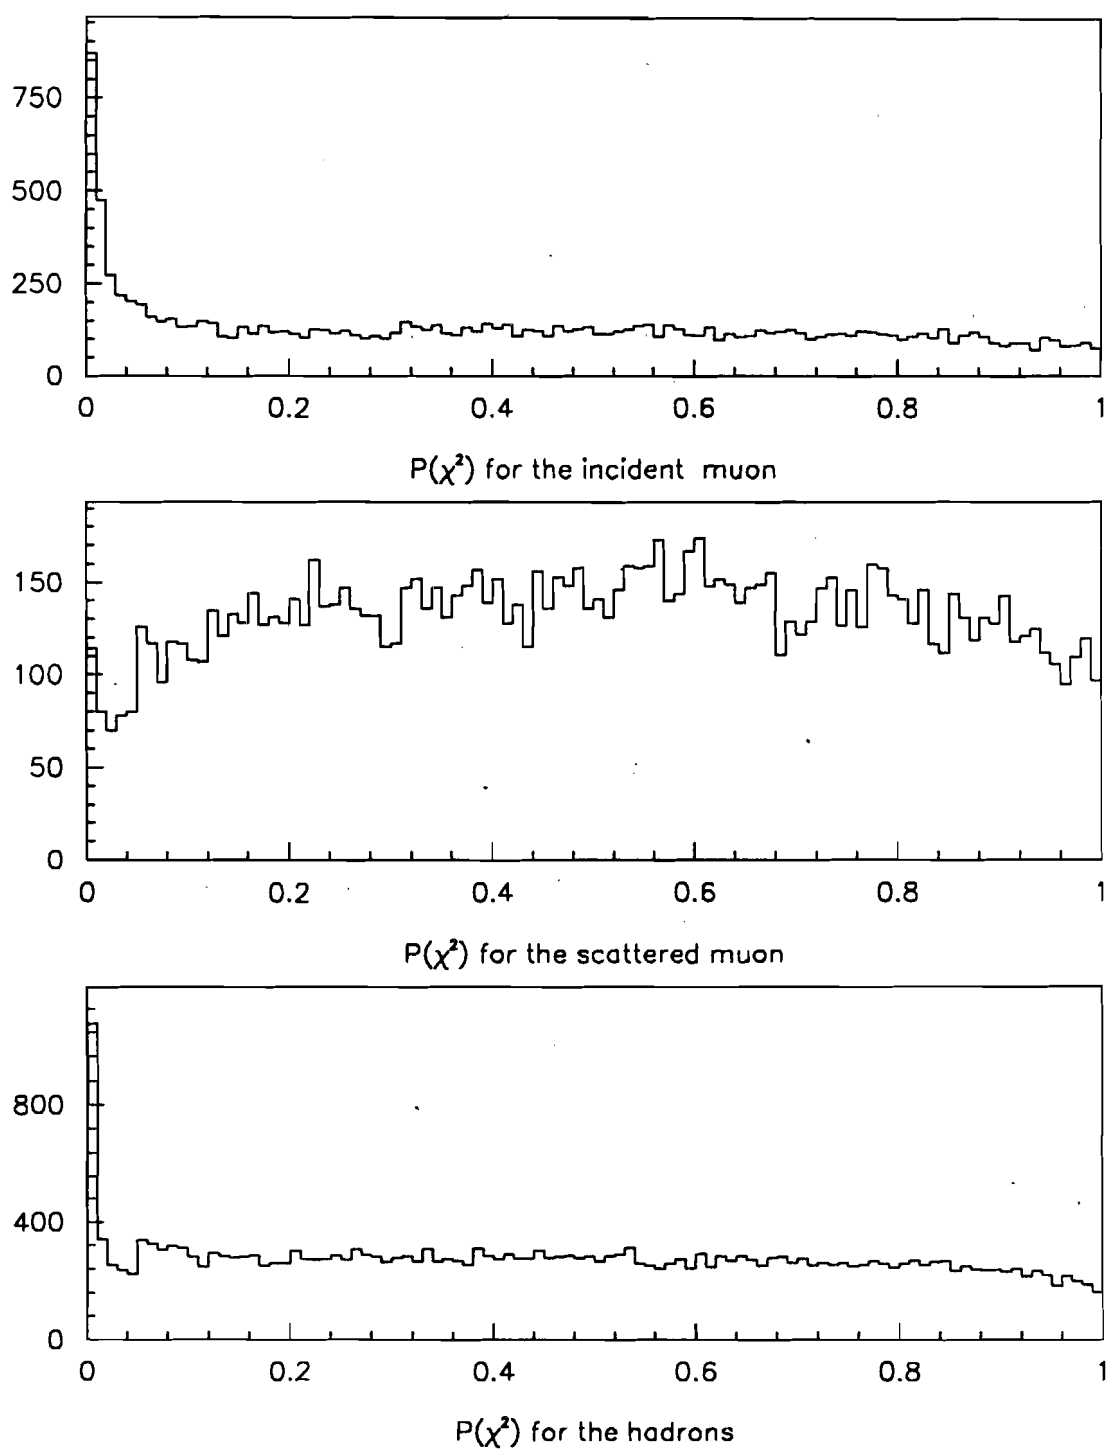 750
500
250
0
0 0.2 0.4 0.6 0.8 1
P(χ²) for the incident muon
150
100
50
0
0 0.2 0.4 0.6 0.8 1
P(χ²) for the scattered muon
800
400
0
0 0.2 0.4 0.6 0.8 1
P(χ²) for the hadrons